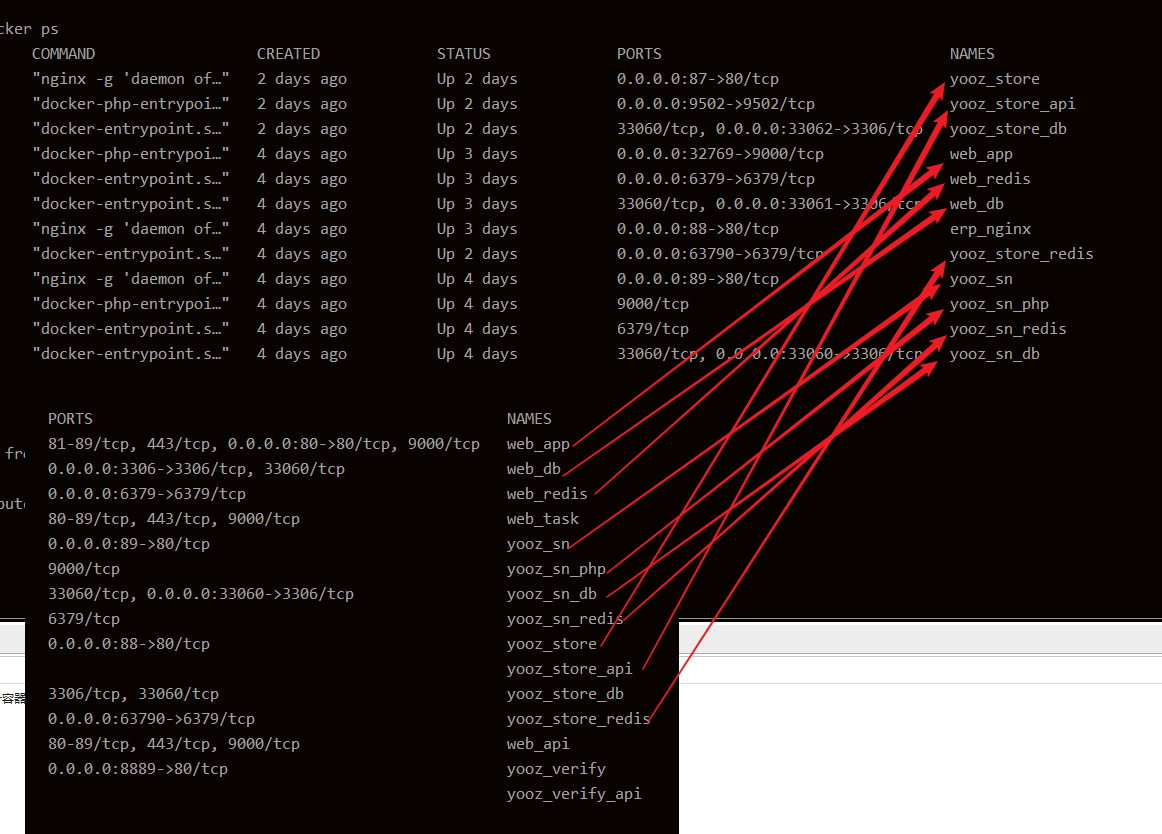 cker ps
COMMAND CREATED STATUS PORTS NAMES
"nginx -g 'daemon of…" 2 days ago Up 2 days 0.0.0.0:87->80/tcp yooz_store
"docker-php-entrypoi…" 2 days ago Up 2 days 0.0.0.0:9502->9502/tcp yooz_store_api
"docker-entrypoint.s…" 2 days ago Up 2 days 33060/tcp, 0.0.0.0:33062->3306/tcp yooz_store_db
"docker-php-entrypoi…" 4 days ago Up 3 days 0.0.0.0:32769->9000/tcp web_app
"docker-entrypoint.s…" 4 days ago Up 3 days 0.0.0.0:6379->6379/tcp web_redis
"docker-entrypoint.s…" 4 days ago Up 3 days 33060/tcp, 0.0.0.0:33061->3306/tcp web_db
"nginx -g 'daemon of…" 4 days ago Up 3 days 0.0.0.0:88->80/tcp erp_nginx
"docker-entrypoint.s…" 4 days ago Up 2 days 0.0.0.0:63790->6379/tcp yooz_store_redis
"nginx -g 'daemon of…" 4 days ago Up 4 days 0.0.0.0:89->80/tcp yooz_sn
"docker-php-entrypoi…" 4 days ago Up 4 days 9000/tcp yooz_sn_php
"docker-entrypoint.s…" 4 days ago Up 4 days 6379/tcp yooz_sn_redis
"docker-entrypoint.s…" 4 days ago Up 4 days 33060/tcp, 0.0.0.0:33060->3306/tcp yooz_sn_db
PORTS NAMES
81-89/tcp, 443/tcp, 0.0.0.0:80->80/tcp, 9000/tcp web_app
0.0.0.0:3306->3306/tcp, 33060/tcp web_db
0.0.0.0:6379->6379/tcp web_redis
80-89/tcp, 443/tcp, 9000/tcp web_task
0.0.0.0:89->80/tcp yooz_sn
9000/tcp yooz_sn_php
33060/tcp, 0.0.0.0:33060->3306/tcp yooz_sn_db
6379/tcp yooz_sn_redis
0.0.0.0:88->80/tcp yooz_store
yooz_store_api
3306/tcp, 33060/tcp yooz_store_db
0.0.0.0:63790->6379/tcp yooz_store_redis
80-89/tcp, 443/tcp, 9000/tcp web_api
0.0.0.0:8889->80/tcp yooz_verify
yooz_verify_api
容器